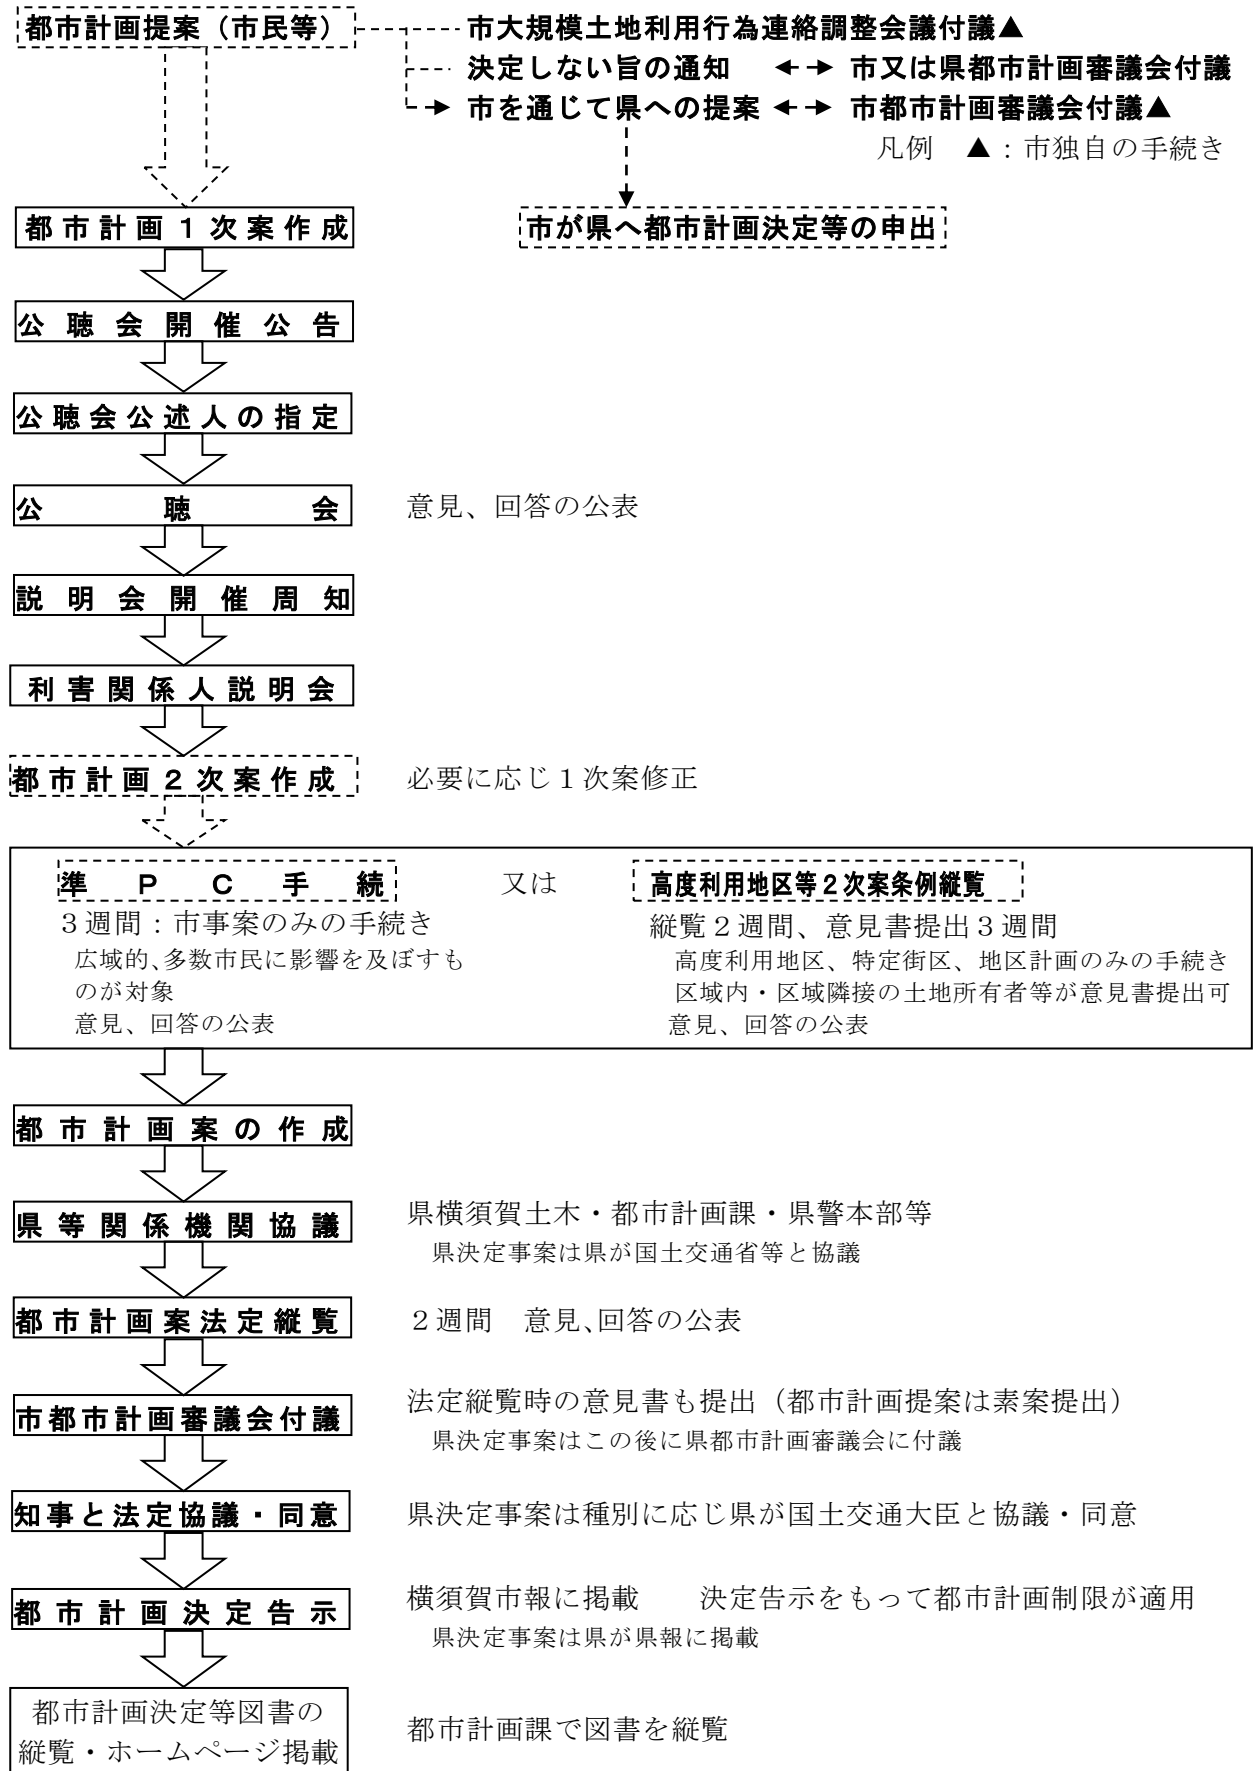 都市計画提案（市民等）
市大規模土地利用行為連絡調整会議付議▲
決定しない旨の通知　市又は県都市計画審議会付議
市を通じて県への提案　市都市計画審議会付議▲
凡例　▲：市独自の手続き
都市計画１次案作成
市が県へ都市計画決定等の申出
公聴会開催公告
公聴会公述人の指定
公聴会
意見、回答の公表
説明会開催周知
利害関係人説明会
都市計画２次案作成
必要に応じ１次案修正
準ＰＣ手続
又は
高度利用地区等２次案条例縦覧
３週間：市事案のみの手続き
広域的、多数市民に影響を及ぼすも
のが対象
意見、回答の公表
縦覧２週間、意見書提出３週間
高度利用地区、特定街区、地区計画のみの手続き
区域内・区域隣接の土地所有者等が意見書提出可
意見、回答の公表
都市計画案の作成
県等関係機関協議
県横須賀土木・都市計画課・県警本部等
県決定事案は県が国土交通省等と協議
都市計画案法定縦覧
２週間　意見、回答の公表
市都市計画審議会付議
法定縦覧時の意見書も提出（都市計画提案は素案提出）
県決定事案はこの後に県都市計画審議会に付議
知事と法定協議・同意
県決定事案は種別に応じ県が国土交通大臣と協議・同意
都市計画決定告示
横須賀市報に掲載　　決定告示をもって都市計画制限が適用
県決定事案は県が県報に掲載
都市計画決定等図書の
縦覧・ホームページ掲載
都市計画課で図書を縦覧